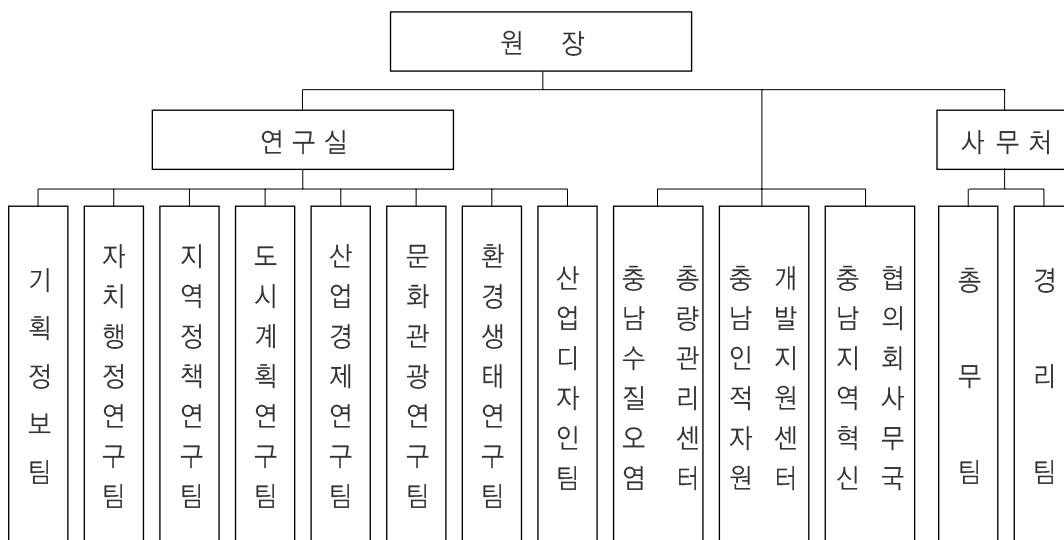 원 장
연구실
사무처
기획정보팀
자치행정연구팀
지역정책연구팀
도시계획연구팀
산업경제연구팀
문화관광연구팀
환경생태연구팀
산업디자인팀
충남수질오염
총량관리센터
충남인적자원
개발지원센터
충남지역혁신
협의회사무국
총무팀
경리팀